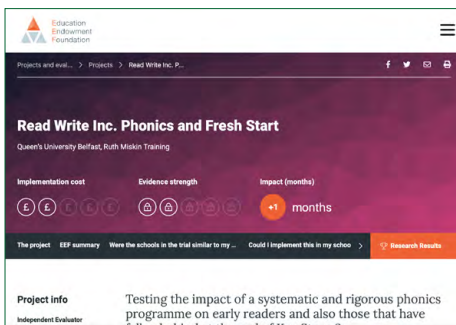 Education
Endowment
Foundation
Projects and eval... > Projects > Read Write Inc. P...
Read Write Inc. Phonics and Fresh Start
Queen's University Belfast, Ruth Miskin Training
Implementation cost Evidence strength Impact (months)
£ £ £ £ £ +1 months
The project EEF summary Were the schools in the trial similar to my ... Could I implement this in my schoo > Research Results
Project info Testing the impact of a systematic and rigorous phonics
Independent Evaluator programme on early readers and also those that have